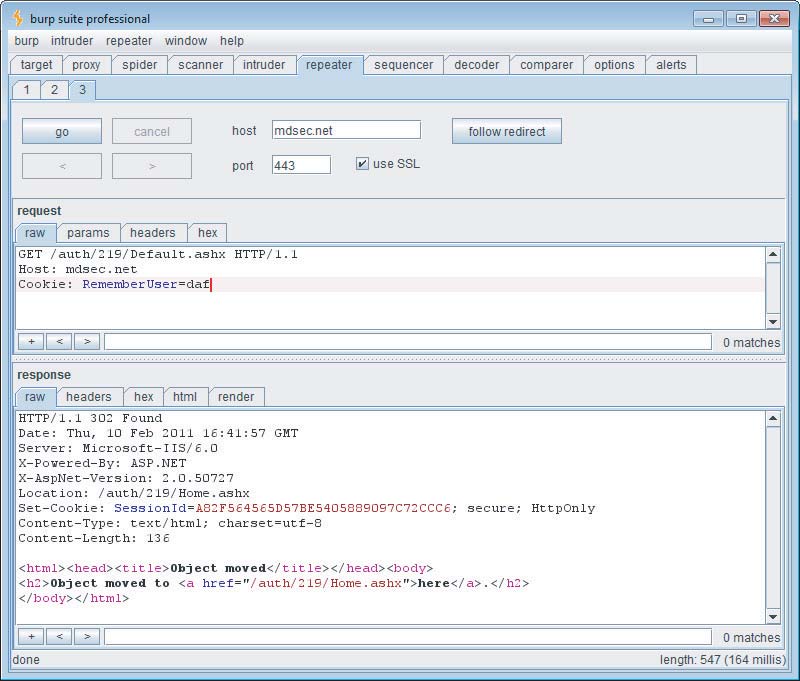 burp suite professional
burp intruder repeater window help
target proxy spider scanner intruder repeater sequencer decoder comparer options alerts
1 2 3
go cancel host mdsec.net follow redirect
< > port 443 use SSL
request
raw params headers hex
GET /auth/219/Default.ashx HTTP/1.1
Host: mdsec.net
Cookie: RememberUser=daf
+ < > 0 matches
response
raw headers hex html render
HTTP/1.1 302 Found
Date: Thu, 10 Feb 2011 16:41:57 GMT
Server: Microsoft-IIS/6.0
X-Powered-By: ASP.NET
X-AspNet-Version: 2.0.50727
Location: /auth/219/Home.ashx
Set-Cookie: SessionId=A82F564565D57BE5405889097C72CCC6; secure; HttpOnly
Content-Type: text/html; charset=utf-8
Content-Length: 136
<html><head><title>Object moved</title></head><body>
<h2>Object moved to <a href="/auth/219/Home.ashx">here</a>.</h2>
</body></html>
+ < > 0 matches
done length: 547 (164 millis)